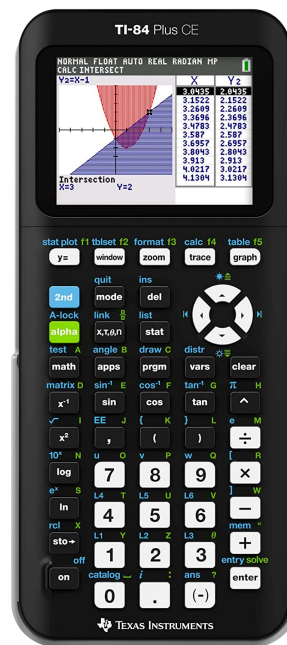 TI-84 Plus CE
NORMAL FLOAT AUTO REAL RADIAN MP
CALC INTERSECT
Y2=X-1
X Y2
3.0435 2.0435
3.1522 2.1522
3.2609 2.2609
3.3696 2.3696
3.4783 2.4783
3.587 2.587
3.6957 2.6957
3.8043 2.8043
3.913 2.913
4.0217 3.0217
4.1304 3.1304
Intersection
X=3 Y=2
stat plot f1 tblset f2 format f3 calc f4 table f5
y= window zoom trace graph
quit ins
2nd mode del
A-lock link list
alpha X,T,θ,n stat
test A angle B draw C distr
math apps prgm vars clear
matrix D sin⁻¹ E cos⁻¹ F tan⁻¹ G π H
x⁻¹ sin cos tan ^
√ I EE J { K } L e M
x² , ( ) ÷
10ˣ N u O v P w Q [ R
log 7 8 9 ×
eˣ S L4 T L5 U L6 V ] W
ln 4 5 6 −
rcl X L1 Y L2 Z L3 θ mem "
sto→ 1 2 3 +
off catalog i : ans ? entry solve
on 0 . (-) enter
TEXAS INSTRUMENTS